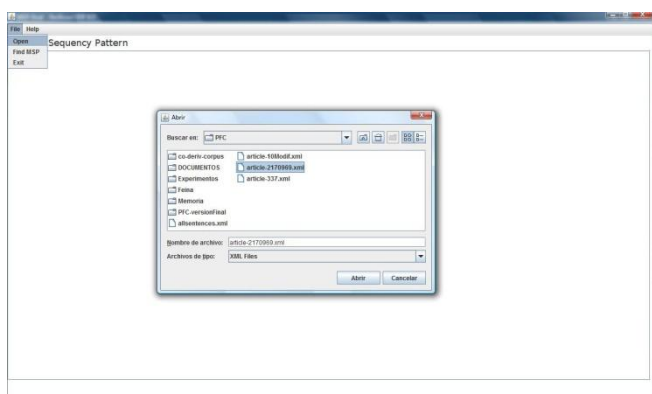 File Help
Open
Sequency Pattern
Find MSP
Exit
Abrir
Buscar en: PFC
co-deriv-corpus
DOCUMENTOS
Experimentos
Feina
Memoria
PFC-versionFinal
allsentences.xml
article-10Modif.xml
article-2170969.xml
article-337.xml
Nombre de archivo: article-2170969.xml
Archivos de tipo: XML Files
Abrir Cancelar